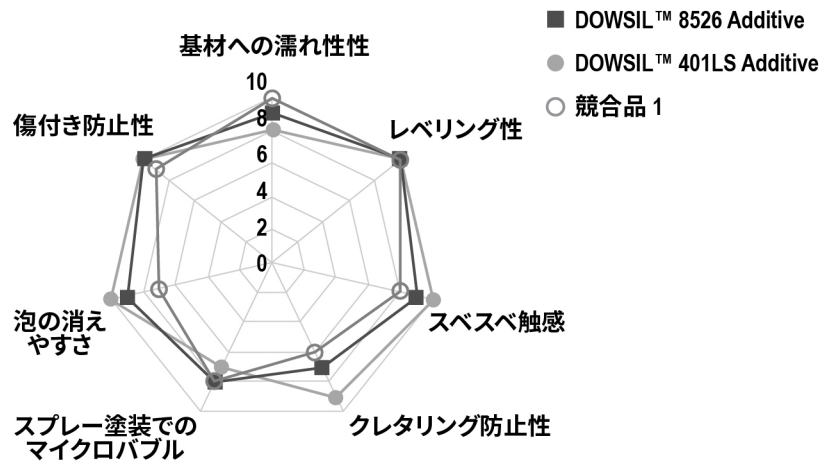 DOWSIL™ 8526 Additive
DOWSIL™ 401LS Additive
競合品 1
基材への濡れ性性
レベリング性
スベスベ触感
クレタリング防止性
スプレー塗装での
マイクロバブル
泡の消え
やすさ
傷付き防止性
10
8
6
4
2
0